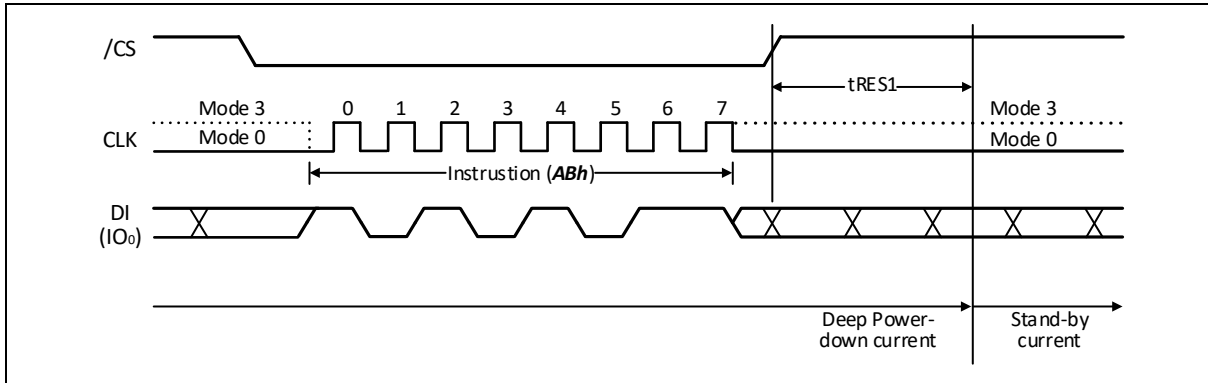 /CS
tRES1
Mode 3
0 1 2 3 4 5 6 7
Mode 3
CLK
Mode 0
Mode 0
Instrustion (ABh)
DI
(IO₀)
Deep Power-
down current
Stand-by
current